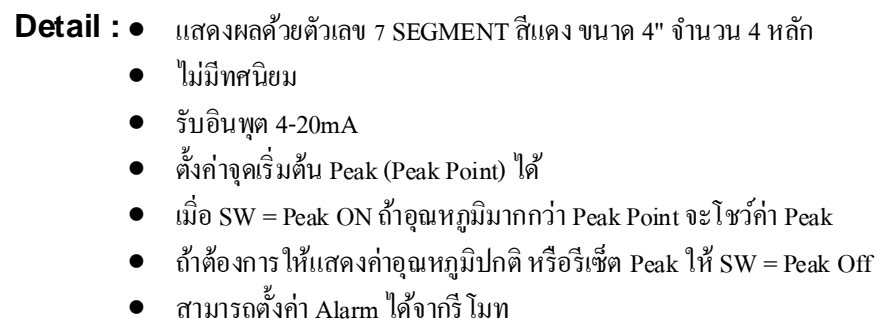 Detail : ● แสดงผลด้วยตัวเลข 7 SEGMENT สีแดง ขนาด 4" จำนวน 4 หลัก
● ไม่มีทศนิยม
● รับอินพุต 4-20mA
● ตั้งค่าจุดเริ่มต้น Peak (Peak Point) ได้
● เมื่อ SW = Peak ON ถ้าอุณหภูมิมากกว่า Peak Point จะโชว์ค่า Peak
● ถ้าต้องการให้แสดงค่าอุณหภูมิปกติ หรือรีเซ็ต Peak ให้ SW = Peak Off
● สามารถตั้งค่า Alarm ได้จากรีโมท